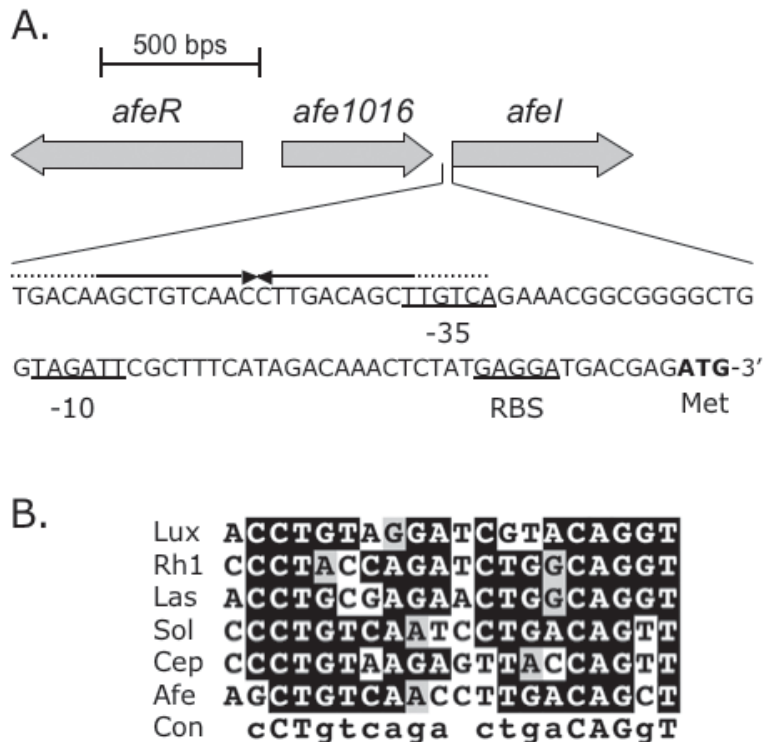 A.
500 bps
afeR afe1016 afeI
TGACAAGCTGTCAACCTTGACAGCTTGTCAGAAACGGCGGGGCTG
-35
GTAGATTCGCTTTCATAGACAAACTCTATGAGGATGACGAGATG-3'
-10 RBS Met
B.
Lux ACCTGTAGGATCGTACAGGT
Rh1 CCCTACCAGATCTGGCAGGT
Las ACCTGCGAGAACTGGCAGGT
Sol CCCTGTCAATCCTGACAGTT
Cep CCCTGTAAGAGTTACCAGTT
Afe AGCTGTCAACCTTGACAGCT
Con cCTgtcaga ctgaCAGgT